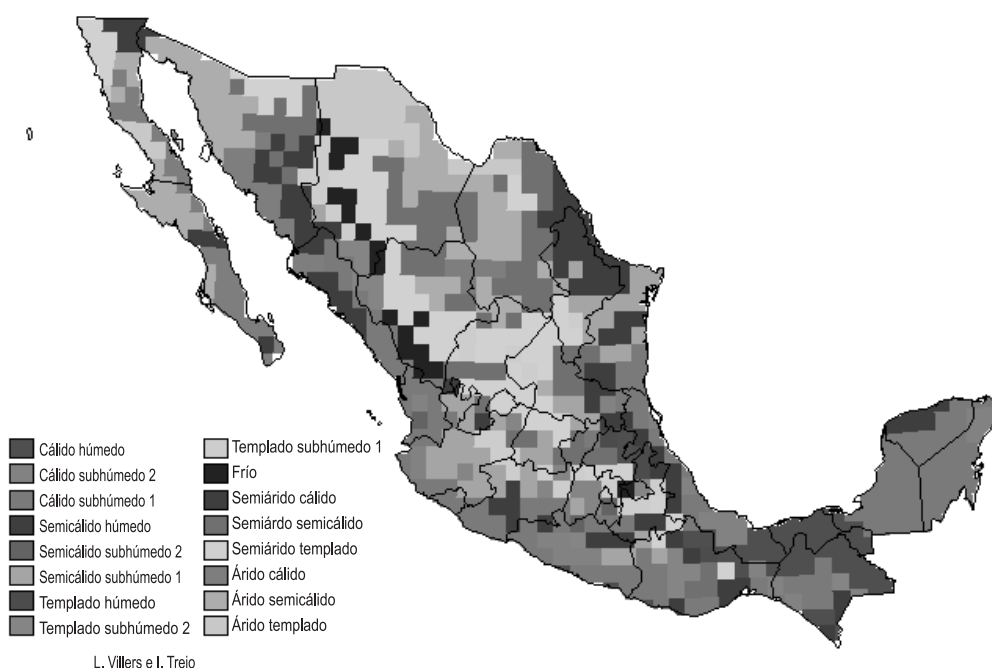 Cálido húmedo
Cálido subhúmedo 2
Cálido subhúmedo 1
Semicálido húmedo
Semicálido subhúmedo 2
Semicálido subhúmedo 1
Templado húmedo
Templado subhúmedo 2
Templado subhúmedo 1
Frío
Semiárido cálido
Semiárdo semicálido
Semiárido templado
Árido cálido
Árido semicálido
Árido templado
L. Villers e I. Trejo